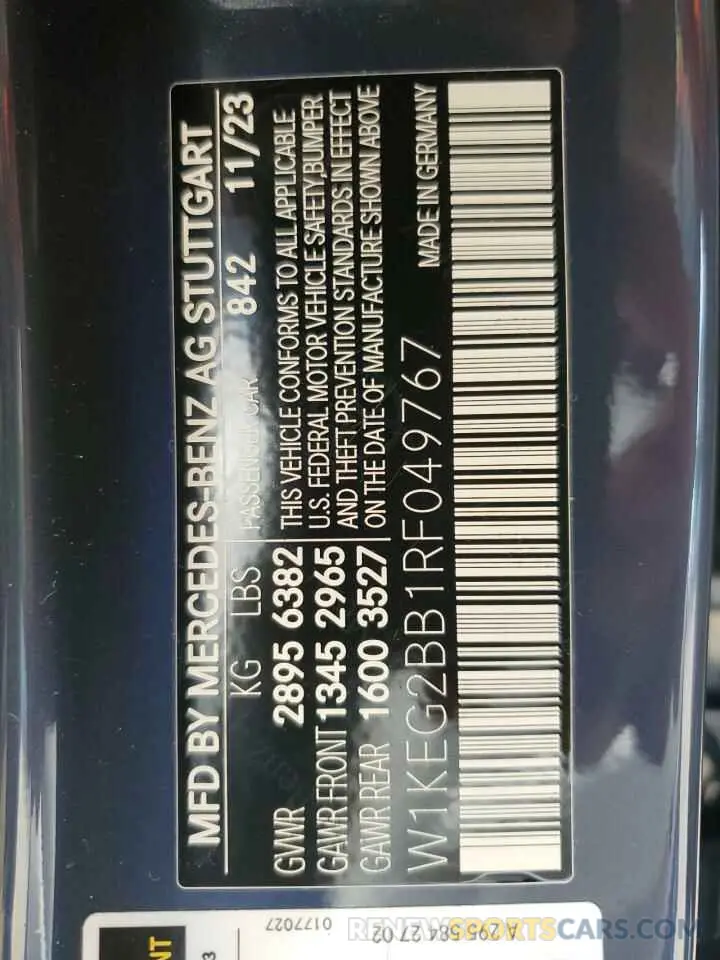 MFD BY MERCEDES-BENZ AG STUTTGART
KG LBS PASSENGER CAR 842 11/23
GVWR 2895 6382
GAWR FRONT 1345 2965
GAWR REAR 1600 3527
THIS VEHICLE CONFORMS TO ALL APPLICABLE
U.S. FEDERAL MOTOR VEHICLE SAFETY,BUMPER
AND THEFT PREVENTION STANDARDS IN EFFECT
ON THE DATE OF MANUFACTURE SHOWN ABOVE
W1KEG2BB1RF049767 MADE IN GERMANY
0177027
A 295 584 27 02
RENEWSPORTSCARS.COM